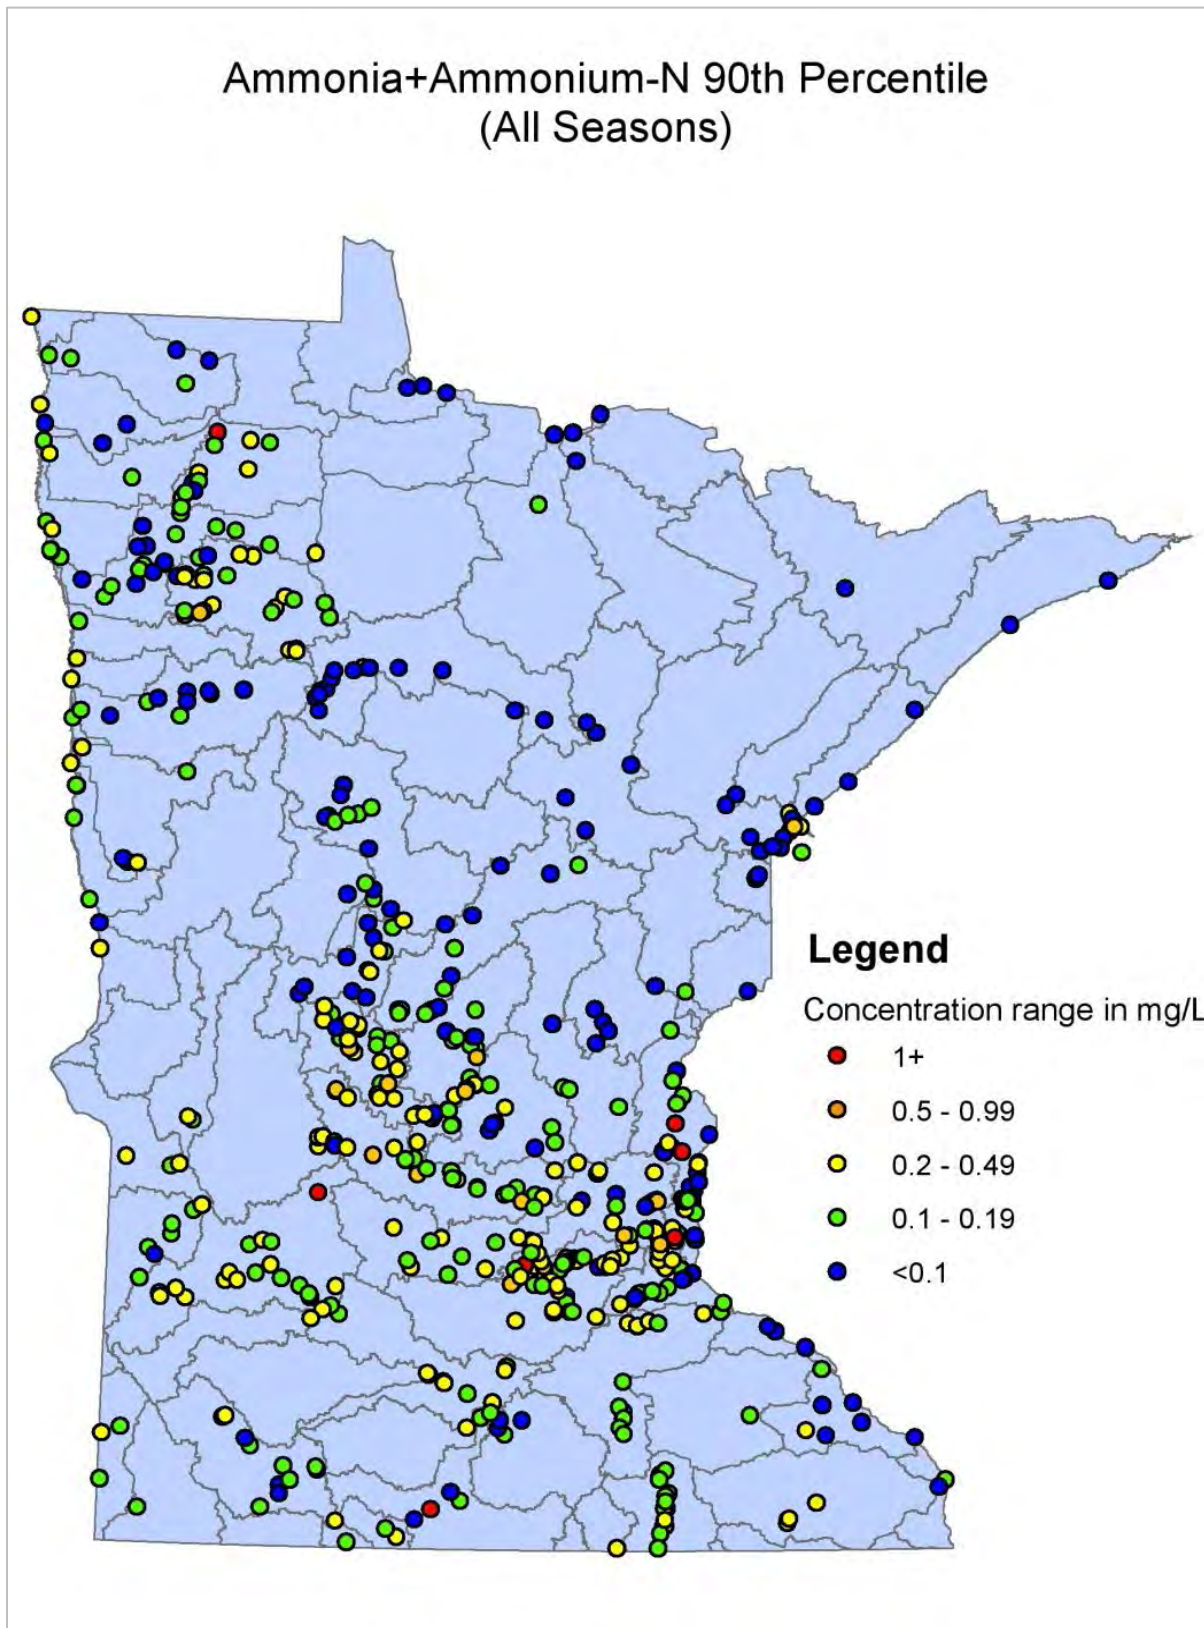 Ammonia+Ammonium-N 90th Percentile
(All Seasons)
Legend
Concentration range in mg/L
1+
0.5 - 0.99
0.2 - 0.49
0.1 - 0.19
<0.1